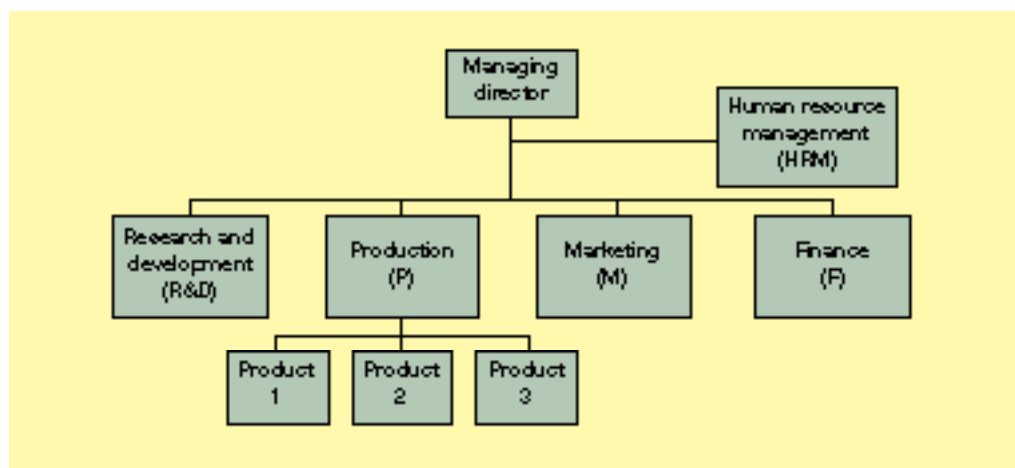 Managing
director
Human resource
management
(HRM)
Research and
development
(R&D)
Production
(P)
Marketing
(M)
Finance
(F)
Product
1
Product
2
Product
3